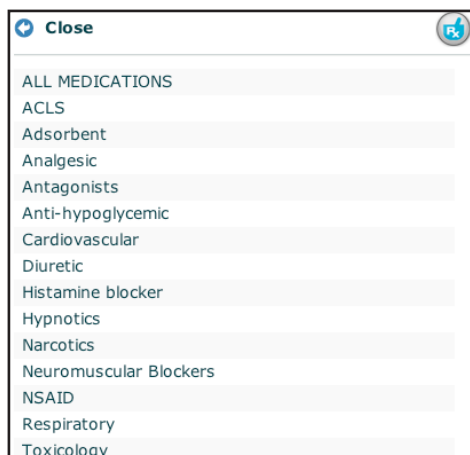 Close
Rx
ALL MEDICATIONS
ACLS
Adsorbent
Analgesic
Antagonists
Anti-hypoglycemic
Cardiovascular
Diuretic
Histamine blocker
Hypnotics
Narcotics
Neuromuscular Blockers
NSAID
Respiratory
Toxicology